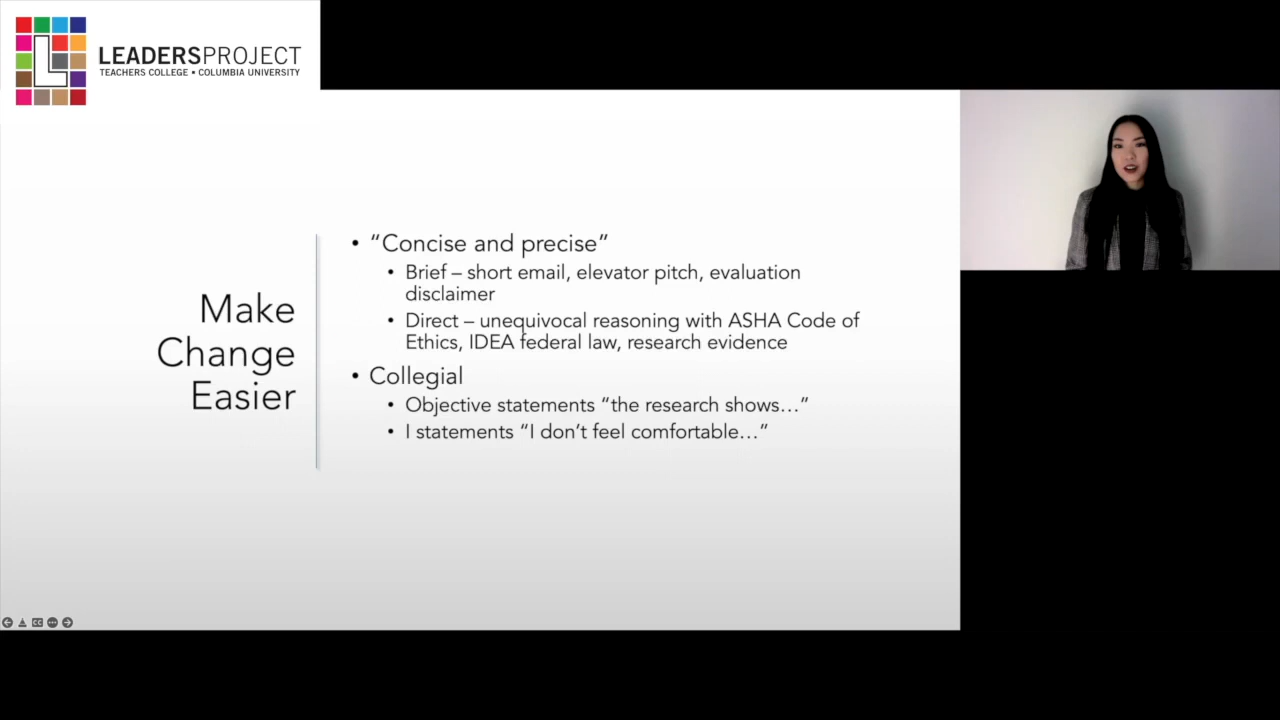 LEADERSPROJECT
TEACHERS COLLEGE ▪ COLUMBIA UNIVERSITY
Make
Change
Easier
• “Concise and precise”
• Brief – short email, elevator pitch, evaluation
disclaimer
• Direct – unequivocal reasoning with ASHA Code of
Ethics, IDEA federal law, research evidence
• Collegial
• Objective statements “the research shows…”
• I statements “I don’t feel comfortable…”